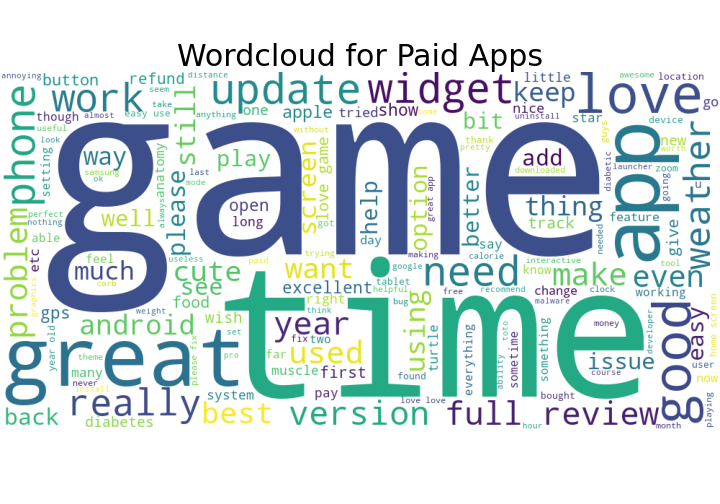 Wordcloud for Paid Apps
annoying
button
refund
distance
little
awesome
location
seem
work
update
widget
keep
love
go
take
though
almost
easy use
anything
one
apple
tried
show
come
nice
uninstall
star
guys
device
useful
phone
still
look
game
way
samsung
ok
setting
anatomy
always
please
play
screen
love game
without
bit
thank
pretty
add
downloaded
launcher
diabetic
app
new
worth
zoom
going
weather
last
mode
open
long
got
help
day
option
great app
better
thing
track
feature
needed
give
perfect
nothing
able
etc
problem
well
feel
much
carb
useless
cute
see
food
paid
trying
want
excellent
making
google
tablet
helpful
say
calorie
need
interactive
know
make
even
tool
working
gps
weight
wish
right
bug
recommend
free
change
malware
clock
graphics
year old
android
set
year
think
fix
two
using
turtle
everything
ability
toto
sometime
something
money
developer
easy
home screen
great
time
theme
please fix
pro
far
used
muscle
first
found
issue
course
user
good
many
never
install
now
really
system
pay
love love
bought
playing
back
diabetes
best
version
full
review
hour
month